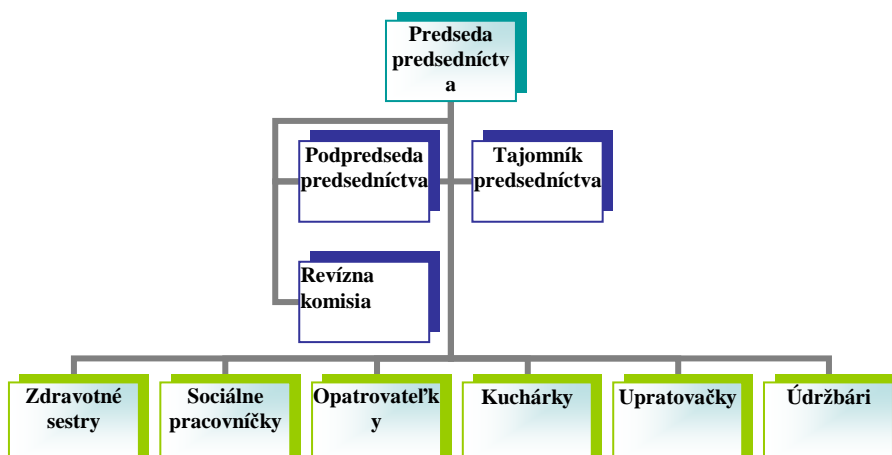 Predseda
predsedníctv
a
Podpredseda
predsedníctva
Tajomník
predsedníctva
Revízna
komisia
Zdravotné
sestry
Sociálne
pracovníčky
Opatrovateľk
y
Kuchárky
Upratovačky
Údržbári